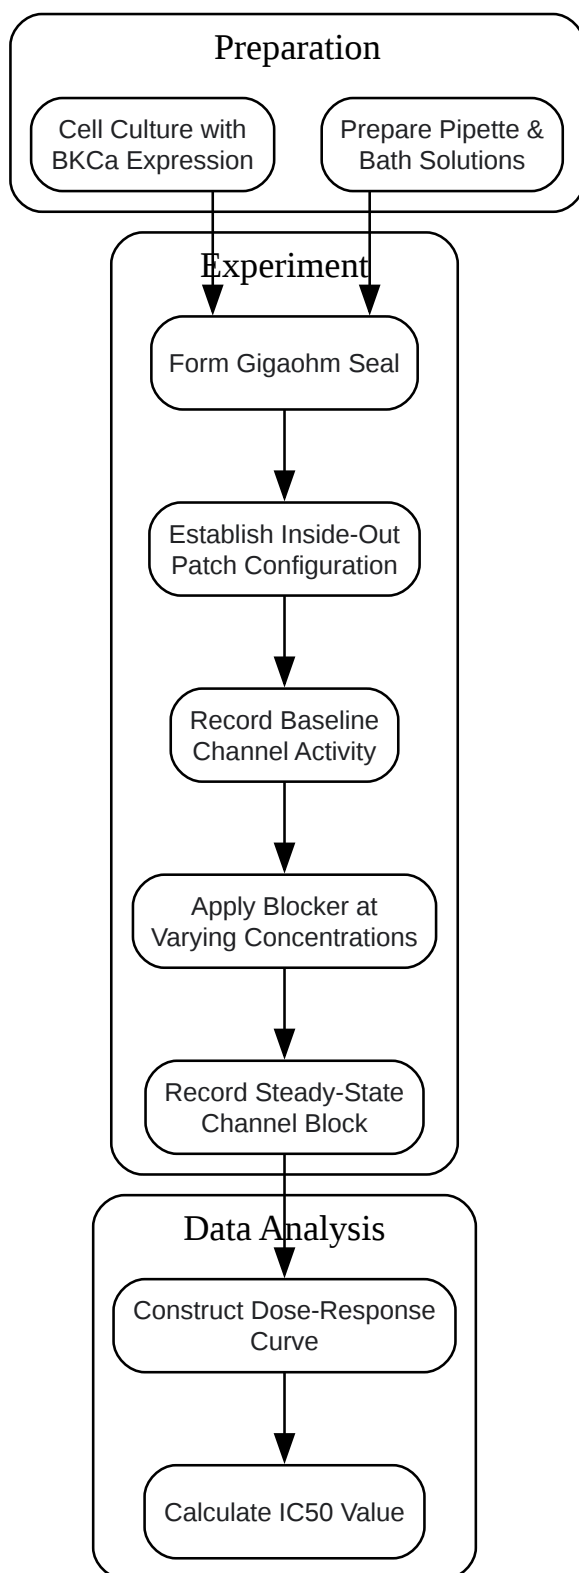 Preparation
Cell Culture with
BKCa Expression
Prepare Pipette &
Bath Solutions
Experiment
Form Gigaohm Seal
Establish Inside-Out
Patch Configuration
Record Baseline
Channel Activity
Apply Blocker at
Varying Concentrations
Record Steady-State
Channel Block
Data Analysis
Construct Dose-Response
Curve
Calculate IC50 Value